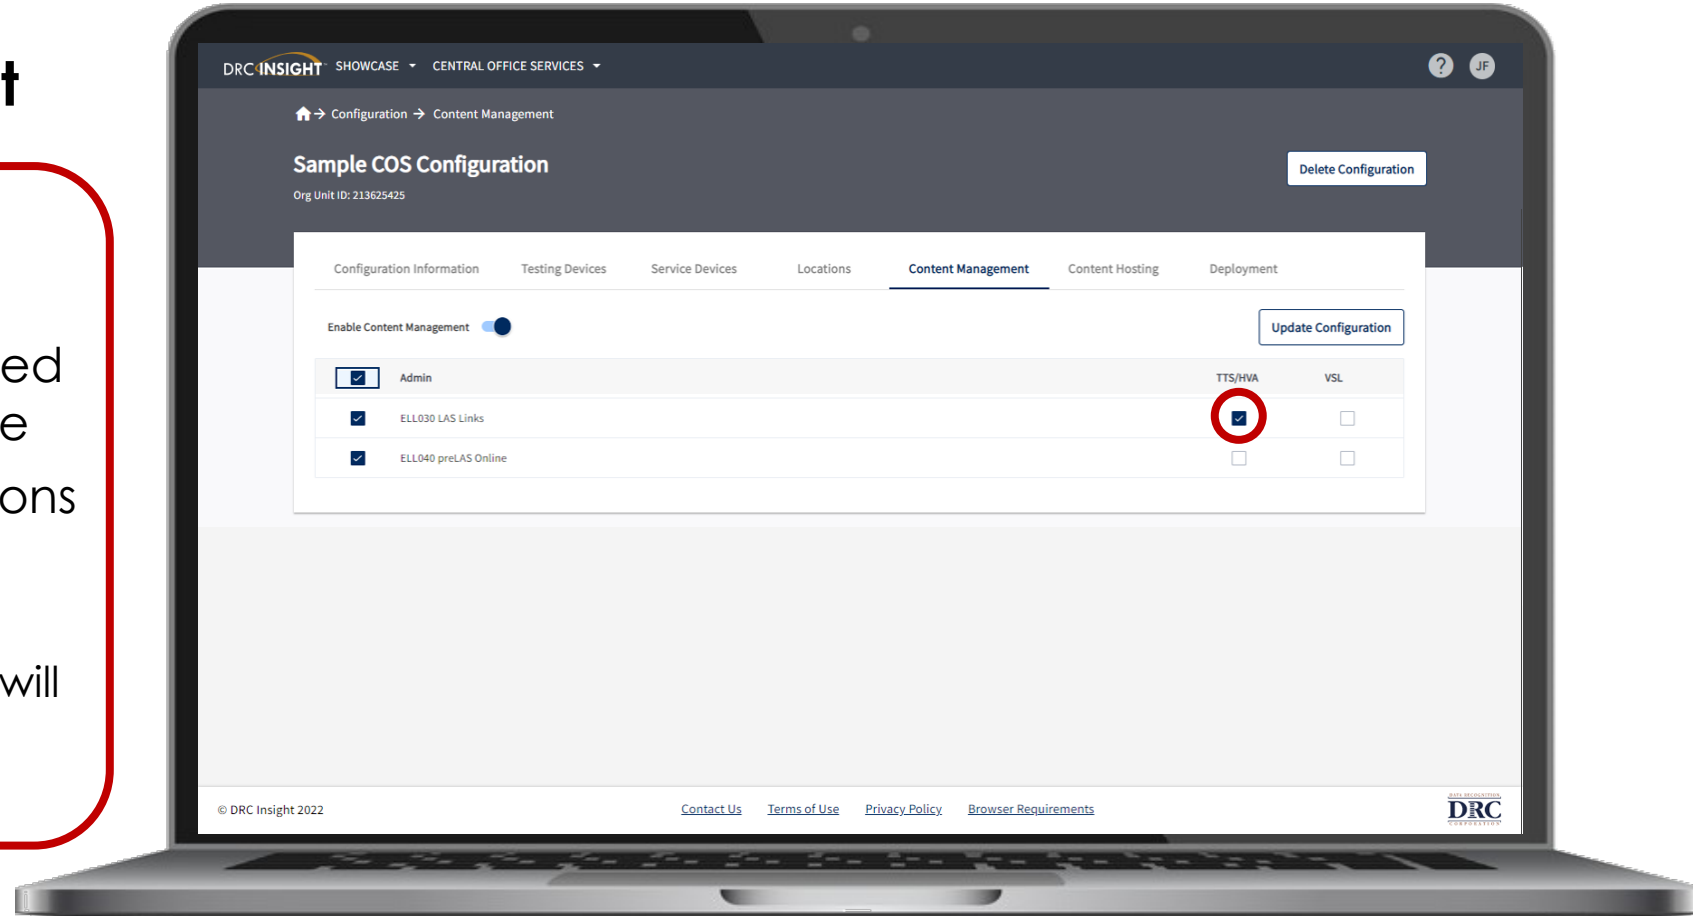 t
ed
e
ons
will
DRC INSIGHT SHOWCASE CENTRAL OFFICE SERVICES ? JF
Configuration → Content Management
Sample COS Configuration
Delete Configuration
Org Unit ID: 213625425
Configuration Information Testing Devices Service Devices Locations Content Management Content Hosting Deployment
Enable Content Management
Update Configuration
Admin TTS/HVA VSL
ELL030 LAS Links
ELL040 preLAS Online
© DRC Insight 2022 Contact Us Terms of Use Privacy Policy Browser Requirements
DATA RECOGNITION
DRC
CORPORATION